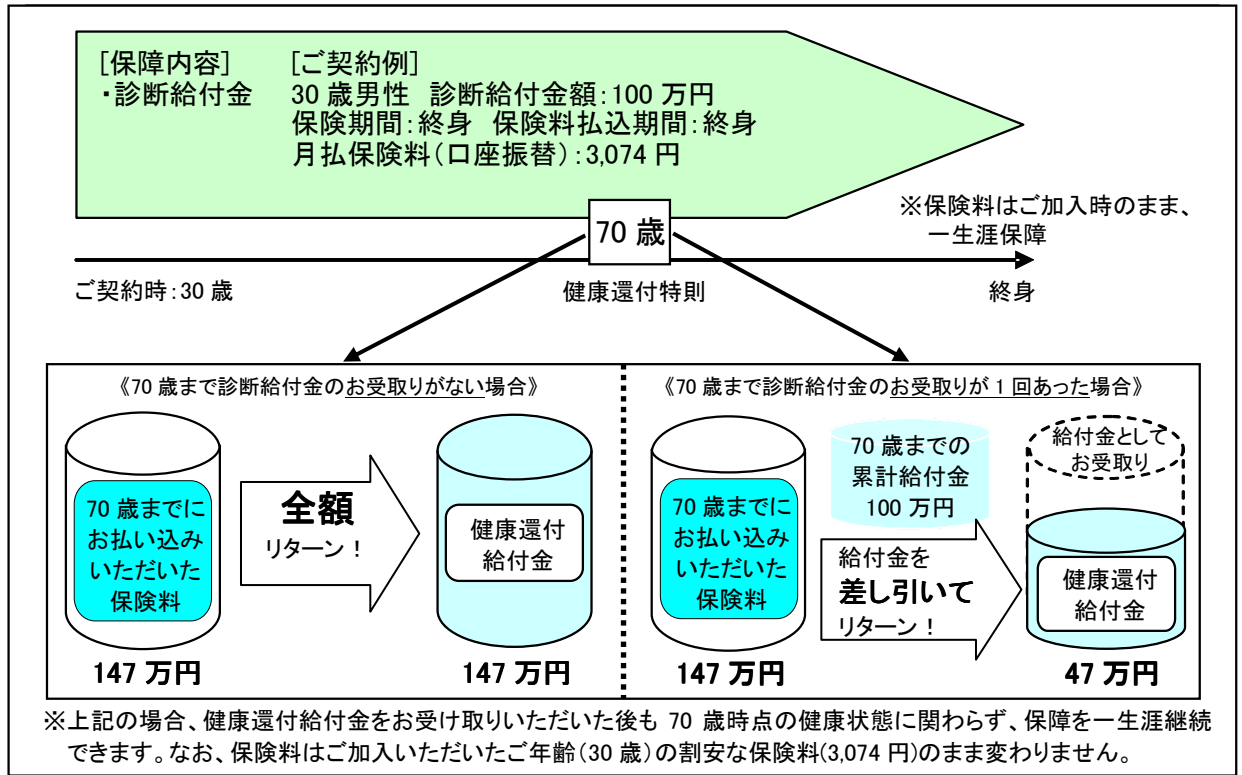 [保障内容] [ご契約例]
・診断給付金 30 歳男性 診断給付金額:100 万円
保険期間:終身 保険料払込期間:終身
月払保険料(口座振替):3,074 円
※保険料はご加入時のまま、
一生涯保障
70 歳
ご契約時:30 歳 健康還付特則 終身
《70 歳まで診断給付金のお受取りがない場合》
70 歳までに
お払い込み
いただいた
保険料
全額
リターン!
健康還付
給付金
147 万円 147 万円
《70 歳まで診断給付金のお受取りが 1 回あった場合》
70 歳までに
お払い込み
いただいた
保険料
70 歳までの
累計給付金
100 万円
給付金を
差し引いて
リターン!
給付金として
お受取り
健康還付
給付金
147 万円 47 万円
※上記の場合、健康還付給付金をお受け取りいただいた後も 70 歳時点の健康状態に関わらず、保障を一生涯継続
できます。なお、保険料はご加入いただいたご年齢(30 歳)の割安な保険料(3,074 円)のまま変わりません。